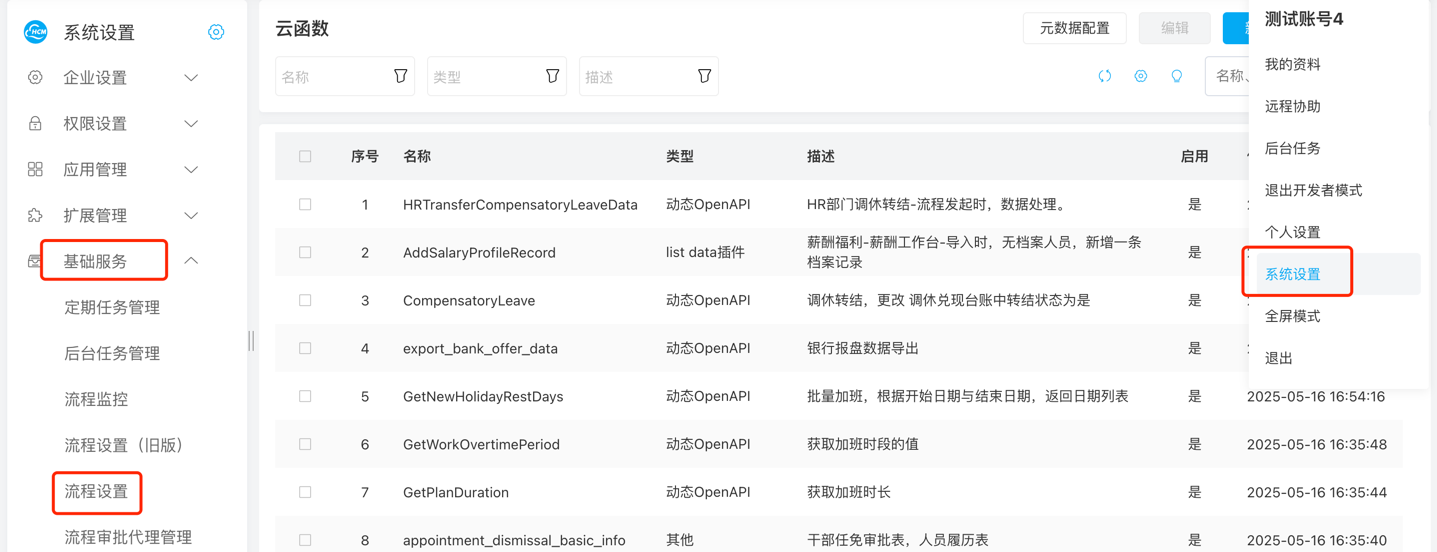 HCM
系统设置
企业设置
权限设置
应用管理
扩展管理
基础服务
定期任务管理
后台任务管理
流程监控
流程设置（旧版）
流程设置
流程审批代理管理
云函数
元数据配置
编辑
名称
类型
描述
名称、
序号 名称 类型 描述 启用
1 HRTransferCompensatoryLeaveData 动态OpenAPI HR部门调休转结-流程发起时，数据处理。 是
2 AddSalaryProfileRecord list data插件 薪酬福利-薪酬工作台-导入时，无档案人员，新增一条 是
档案记录
3 CompensatoryLeave 动态OpenAPI 调休转结，更改 调休兑现台账中转结状态为是 是
4 export_bank_offer_data 动态OpenAPI 银行报盘数据导出 是
5 GetNewHolidayRestDays 动态OpenAPI 批量加班，根据开始日期与结束日期，返回日期列表 是 2025-05-16 16:54:16
6 GetWorkOvertimePeriod 动态OpenAPI 获取加班时段的值 是 2025-05-16 16:35:48
7 GetPlanDuration 动态OpenAPI 获取加班时长 是 2025-05-16 16:35:44
8 appointment_dismissal_basic_info 其他 干部任免审批表，人员履历表 是 2025-05-16 16:35:40
测试账号4
我的资料
远程协助
后台任务
退出开发者模式
个人设置
系统设置
全屏模式
退出